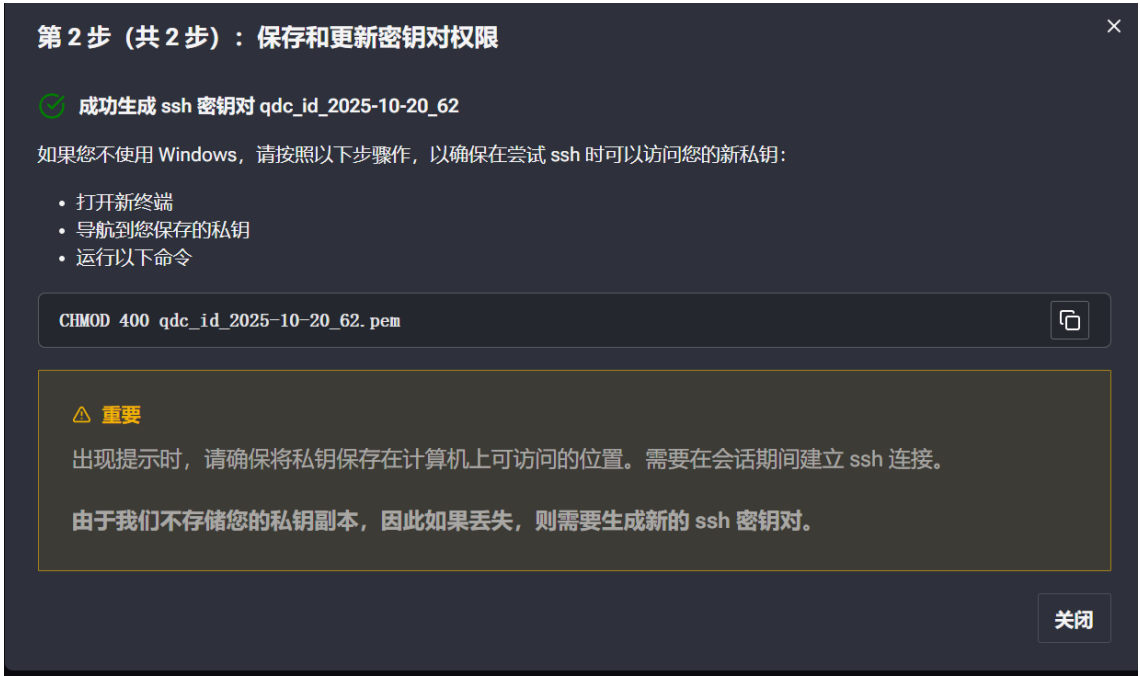 第 2 步（共 2 步）：保存和更新密钥对权限
成功生成 ssh 密钥对 qdc_id_2025-10-20_62
如果您不使用 Windows，请按照以下步骤作，以确保在尝试 ssh 时可以访问您的新私钥：
• 打开新终端
• 导航到您保存的私钥
• 运行以下命令
CHMOD 400 qdc_id_2025-10-20_62.pem
重要
出现提示时，请确保将私钥保存在计算机上可访问的位置。需要在会话期间建立 ssh 连接。
由于我们不存储您的私钥副本，因此如果丢失，则需要生成新的 ssh 密钥对。
关闭